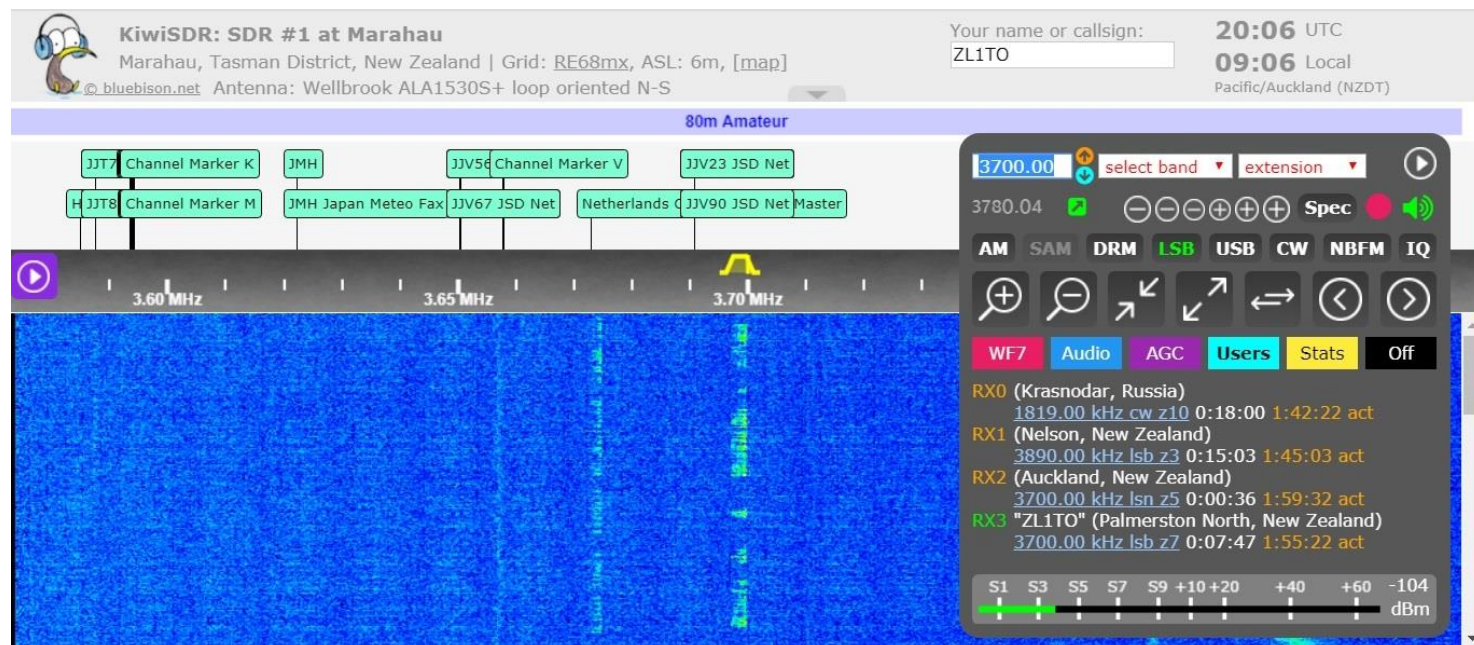 KiwiSDR: SDR #1 at Marahau
Marahau, Tasman District, New Zealand | Grid: RE68mx, ASL: 6m, [map]
© bluebison.net Antenna: Wellbrook ALA1530S+ loop oriented N-S
Your name or callsign:
ZL1TO
20:06 UTC
09:06 Local
Pacific/Auckland (NZDT)
80m Amateur
JJT7 Channel Marker K JMH JJV56 Channel Marker V JJV23 JSD Net
H JJT8 Channel Marker M JMH Japan Meteo Fax JJV67 JSD Net Netherlands JJV90 JSD Net Master
3.60 MHz 3.65 MHz 3.70 MHz
3700.00 select band extension
3780.04 Spec
AM SAM DRM LSB USB CW NBFM IQ
WF7 Audio AGC Users Stats Off
RX0 (Krasnodar, Russia)
1819.00 kHz cw z10 0:18:00 1:42:22 act
RX1 (Nelson, New Zealand)
3890.00 kHz lsb z3 0:15:03 1:45:03 act
RX2 (Auckland, New Zealand)
3700.00 kHz lsn z5 0:00:36 1:59:32 act
RX3 "ZL1TO" (Palmerston North, New Zealand)
3700.00 kHz lsb z7 0:07:47 1:55:22 act
S1 S3 S5 S7 S9 +10 +20 +40 +60 -104
dBm